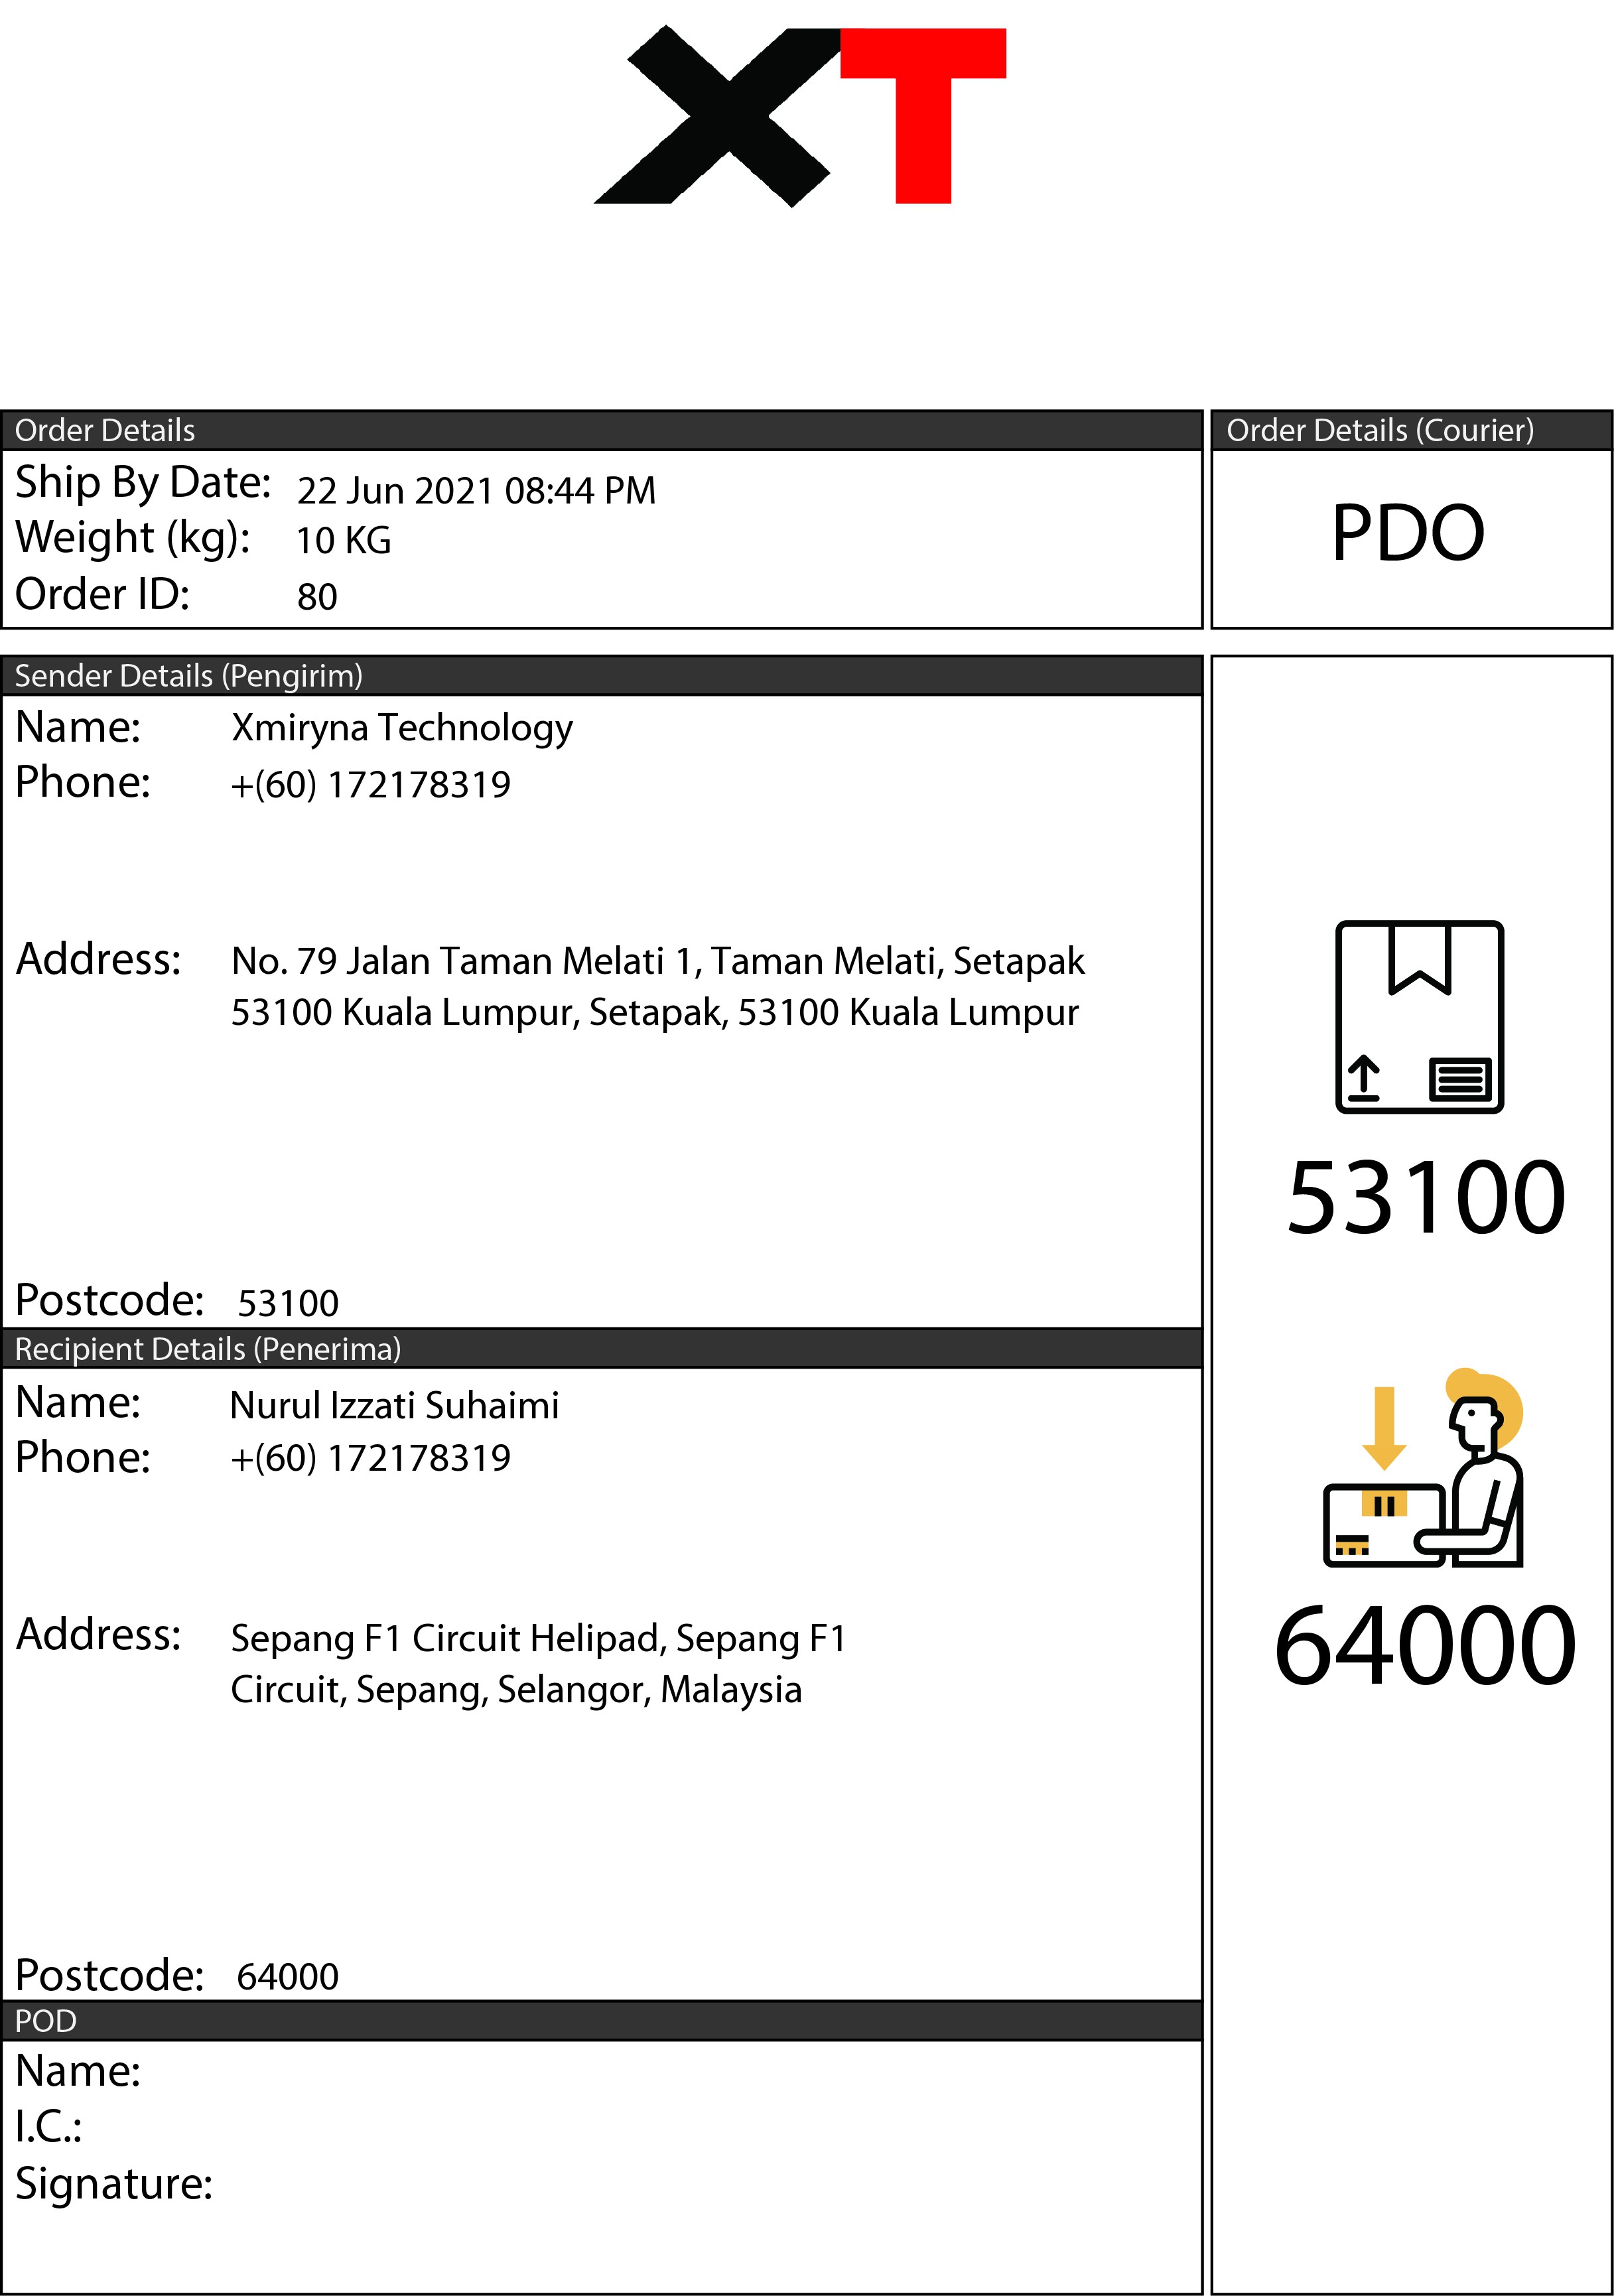 XT
Order Details
Ship By Date: 22 Jun 2021 08:44 PM
Weight (kg): 10 KG
Order ID: 80
Order Details (Courier)
PDO
Sender Details (Pengirim)
Name: Xmiryna Technology
Phone: +(60) 172178319
Address: No. 79 Jalan Taman Melati 1, Taman Melati, Setapak
53100 Kuala Lumpur, Setapak, 53100 Kuala Lumpur
Postcode: 53100
Recipient Details (Penerima)
Name: Nurul Izzati Suhaimi
Phone: +(60) 172178319
Address: Sepang F1 Circuit Helipad, Sepang F1
Circuit, Sepang, Selangor, Malaysia
Postcode: 64000
POD
Name:
I.C.:
Signature:
53100
64000